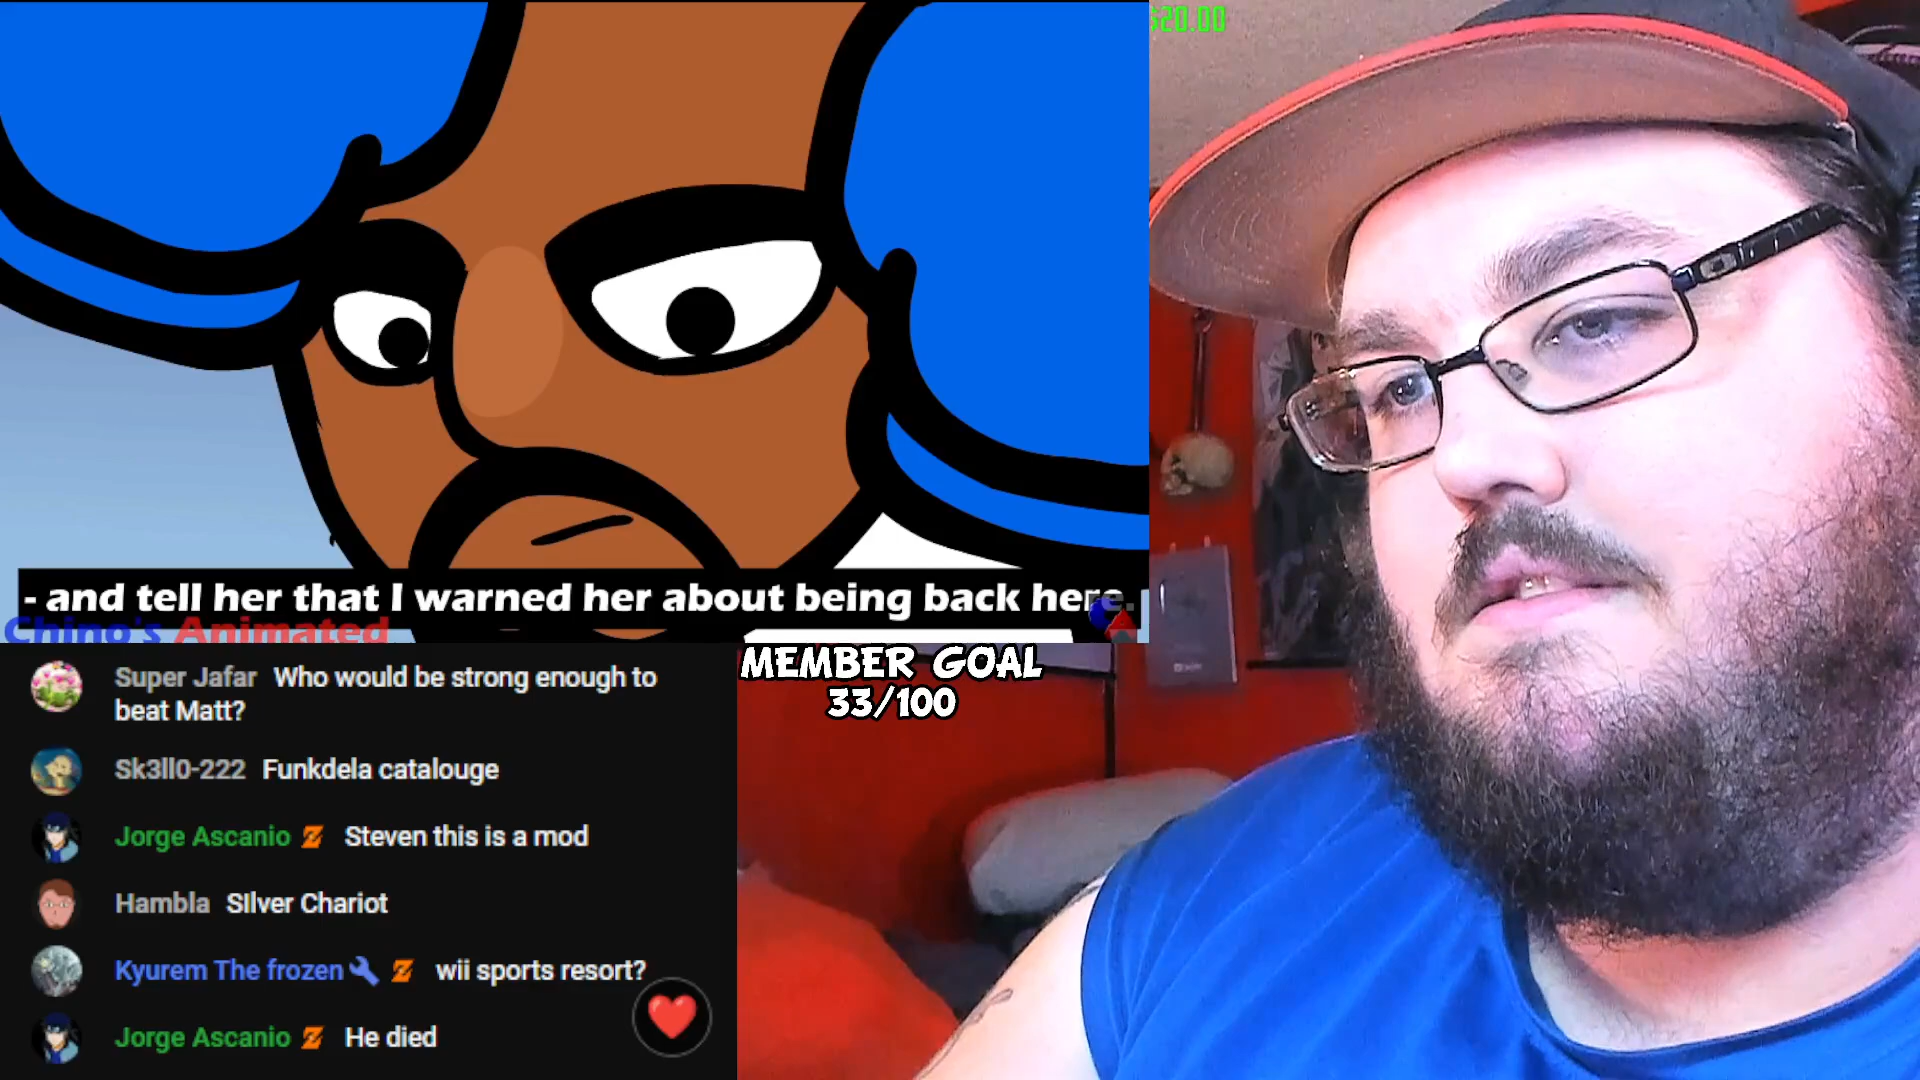 $20.00
- and tell her that I warned her about being back here.
Chino's Animated
MEMBER GOAL
33/100
Super Jafar Who would be strong enough to
beat Matt?
Sk3ll0-222 Funkdela catalouge
Jorge Ascanio Z Steven this is a mod
Hambla SIlver Chariot
Kyurem The frozen Z wii sports resort?
Jorge Ascanio Z He died